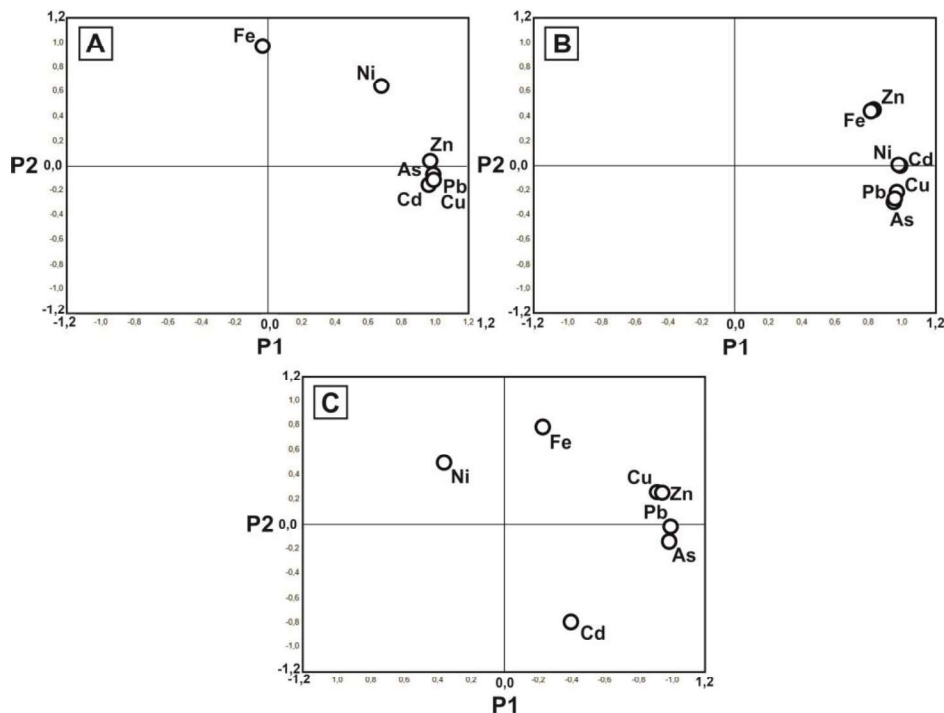 A
1,2
1,0
0,8
0,6
0,4
0,2
P2 0,0
-0,2
-0,4
-0,6
-0,8
-1,0
-1,2
Fe
Ni
Zn
As
Pb
Cd
Cu
-1,2 -1,0 -0,8 -0,6 -0,4 -0,2 0,0 0,2 0,4 0,6 0,8 1,0 1,2
P1
B
1,2
1,0
0,8
0,6
0,4
0,2
P2 0,0
-0,2
-0,4
-0,6
-0,8
-1,0
-1,2
Zn
Fe
Ni
Cd
Cu
Pb
As
-1,2 -1,0 -0,8 -0,6 -0,4 -0,2 0,0 0,2 0,4 0,6 0,8 1,0 1,2
P1
C
1,2
1,0
0,8
0,6
0,4
0,2
P2 0,0
-0,2
-0,4
-0,6
-0,8
-1,0
-1,2
Fe
Ni
Cu
Zn
Pb
As
Cd
-1,2 1,0 0,8 0,6 0,4 0,2 0,0 -0,2 -0,4 -0,6 -0,8 -1,0 1,2
P1